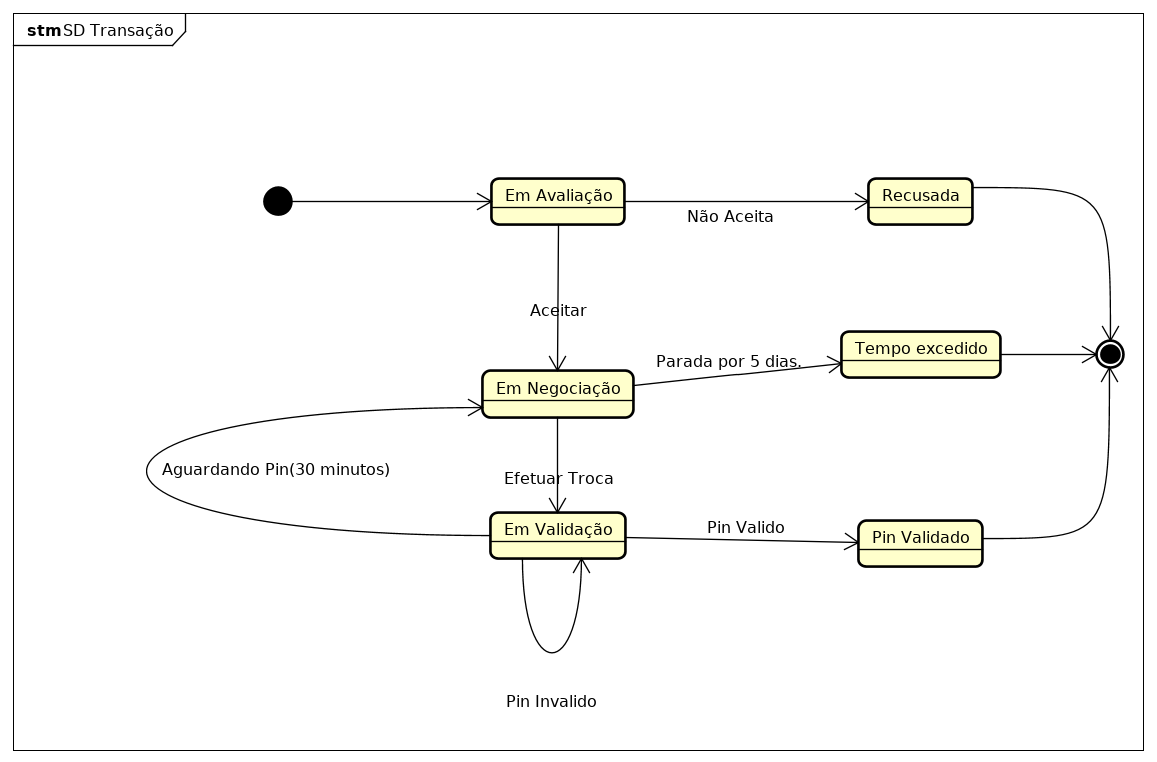 stm SD Transação
Em Avaliação
Recusada
Não Aceita
Aceitar
Tempo excedido
Parada por 5 dias.
Em Negociação
Aguardando Pin(30 minutos)
Efetuar Troca
Em Validação
Pin Valido
Pin Validado
Pin Invalido